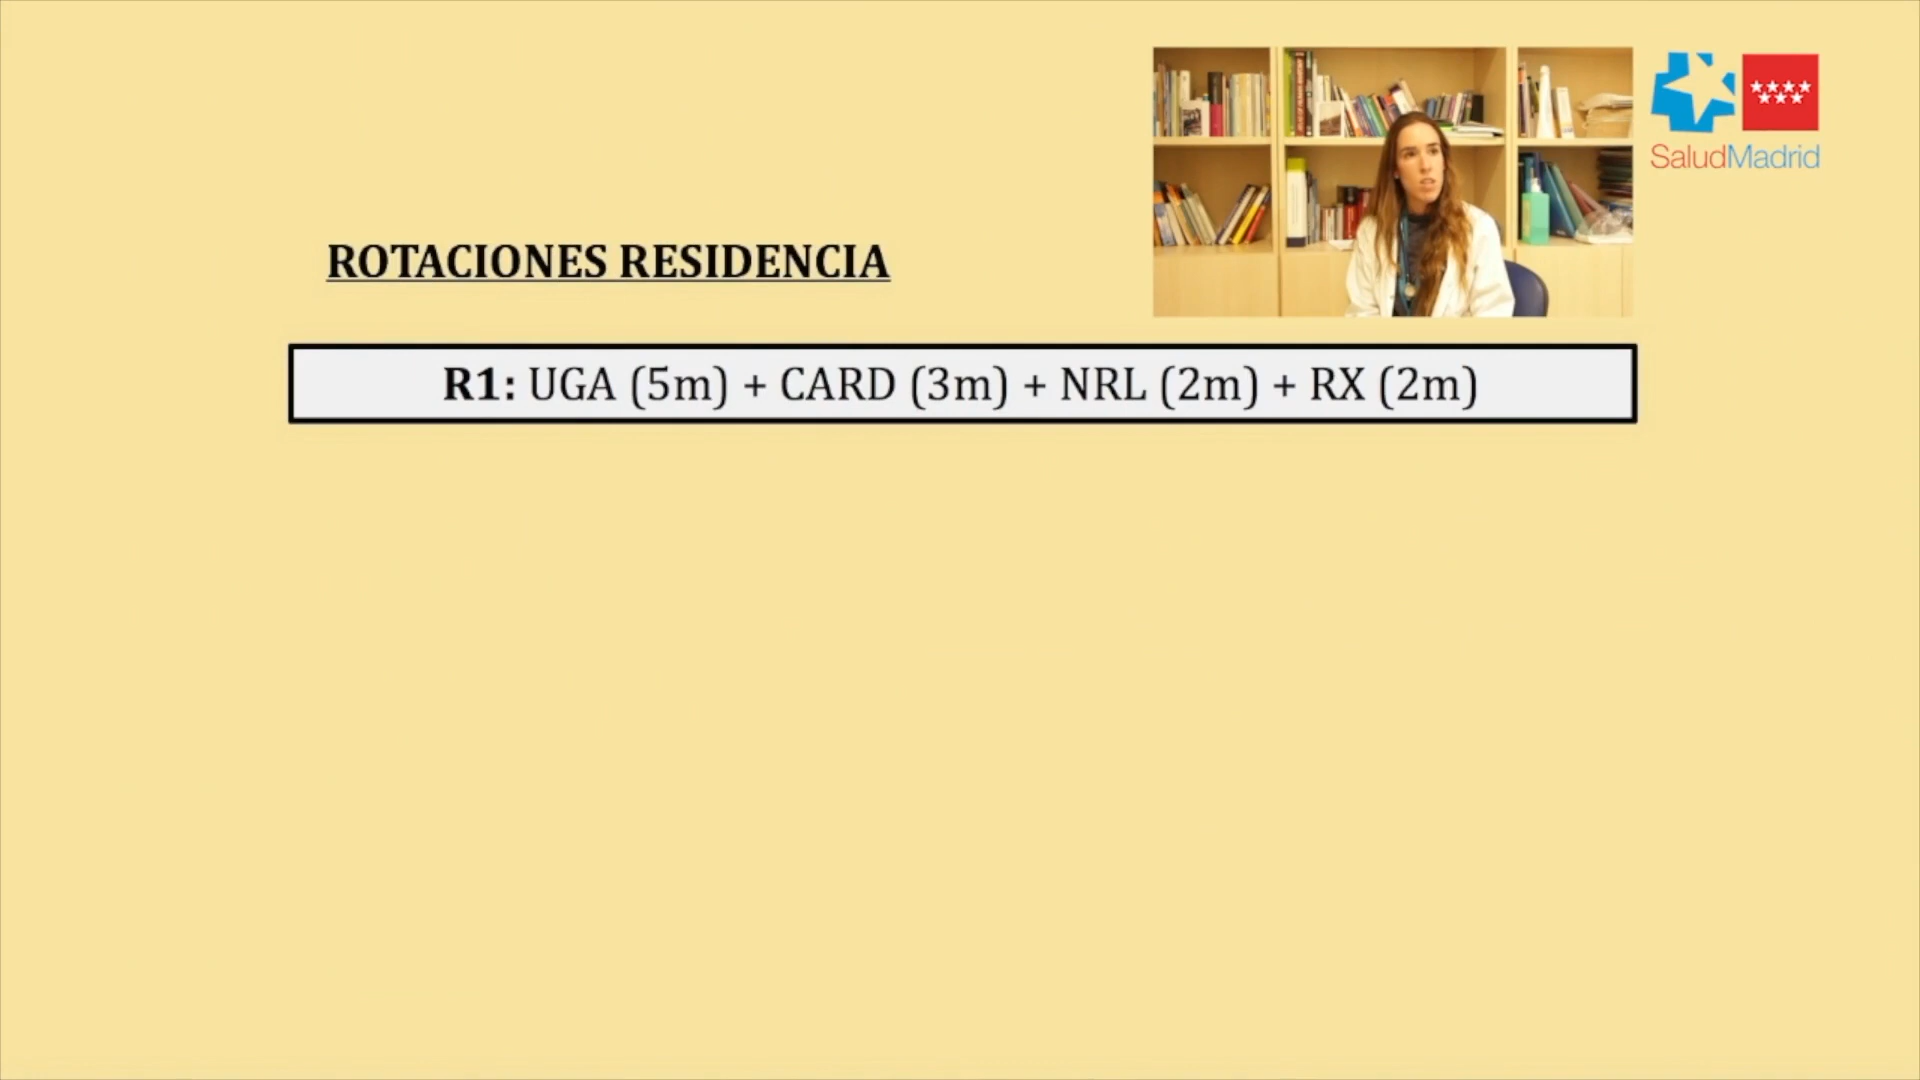 SaludMadrid
ROTACIONES RESIDENCIA
R1: UGA (5m) + CARD (3m) + NRL (2m) + RX (2m)